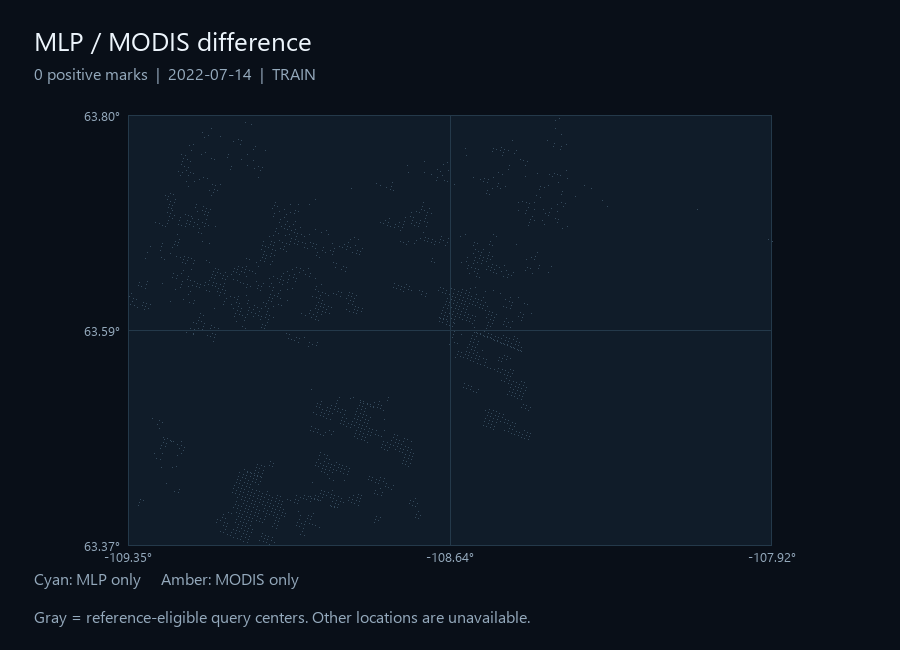 MLP / MODIS difference
0 positive marks | 2022-07-14 | TRAIN
63.80°
63.59°
63.37°
-109.35° -108.64° -107.92°
Cyan: MLP only Amber: MODIS only
Gray = reference-eligible query centers. Other locations are unavailable.